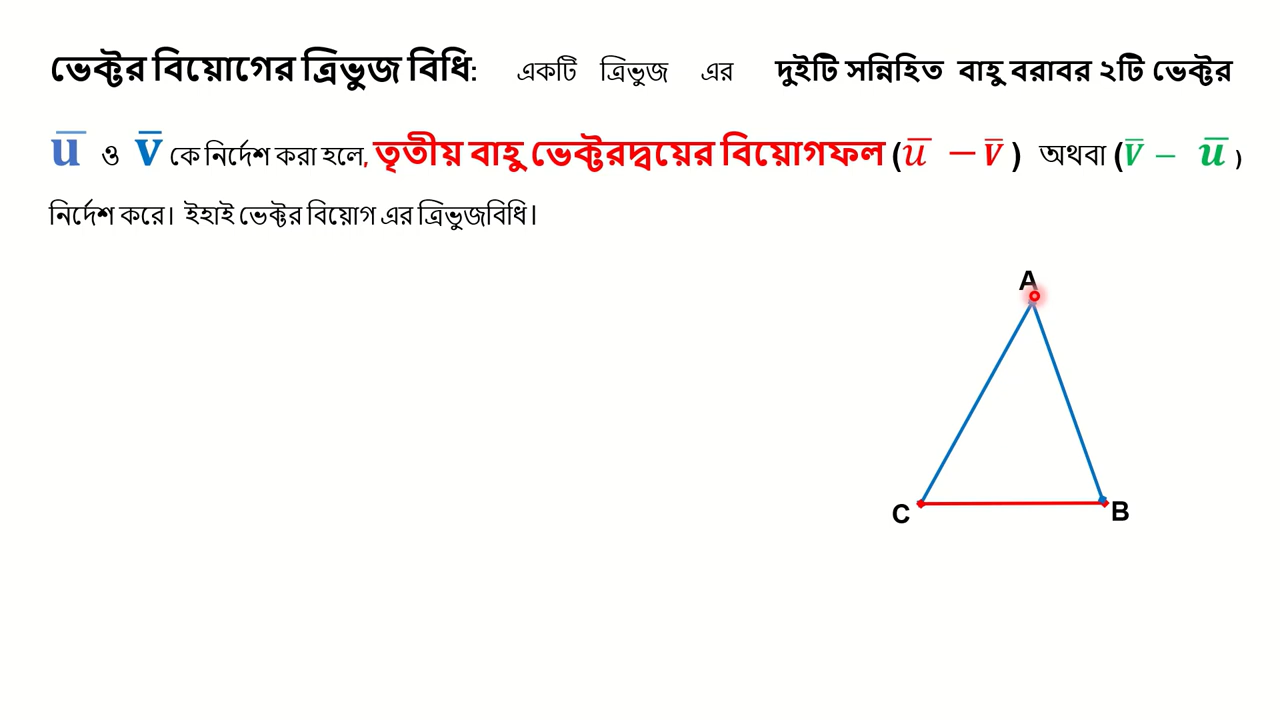 ভেক্টর বিয়োগের ত্রিভুজ বিধি: একটি ত্রিভুজ এর দুইটি সন্নিহিত বাহু বরাবর ২টি ভেক্টর
u̅ ও v̅ কে নির্দেশ করা হলে, তৃতীয় বাহু ভেক্টরদ্বয়ের বিয়োগফল (u̅ − v̅ ) অথবা (v̅ − u̅ )
নির্দেশ করে। ইহাই ভেক্টর বিয়োগ এর ত্রিভুজবিধি।
A
C
B